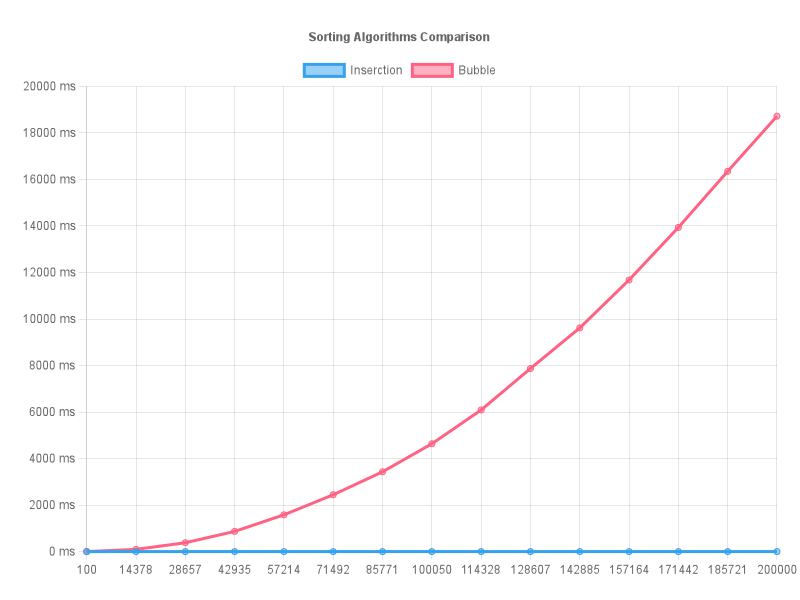 Sorting Algorithms Comparison
Inserction Bubble
20000 ms
18000 ms
16000 ms
14000 ms
12000 ms
10000 ms
8000 ms
6000 ms
4000 ms
2000 ms
0 ms
100 14378 28657 42935 57214 71492 85771 100050 114328 128607 142885 157164 171442 185721 200000